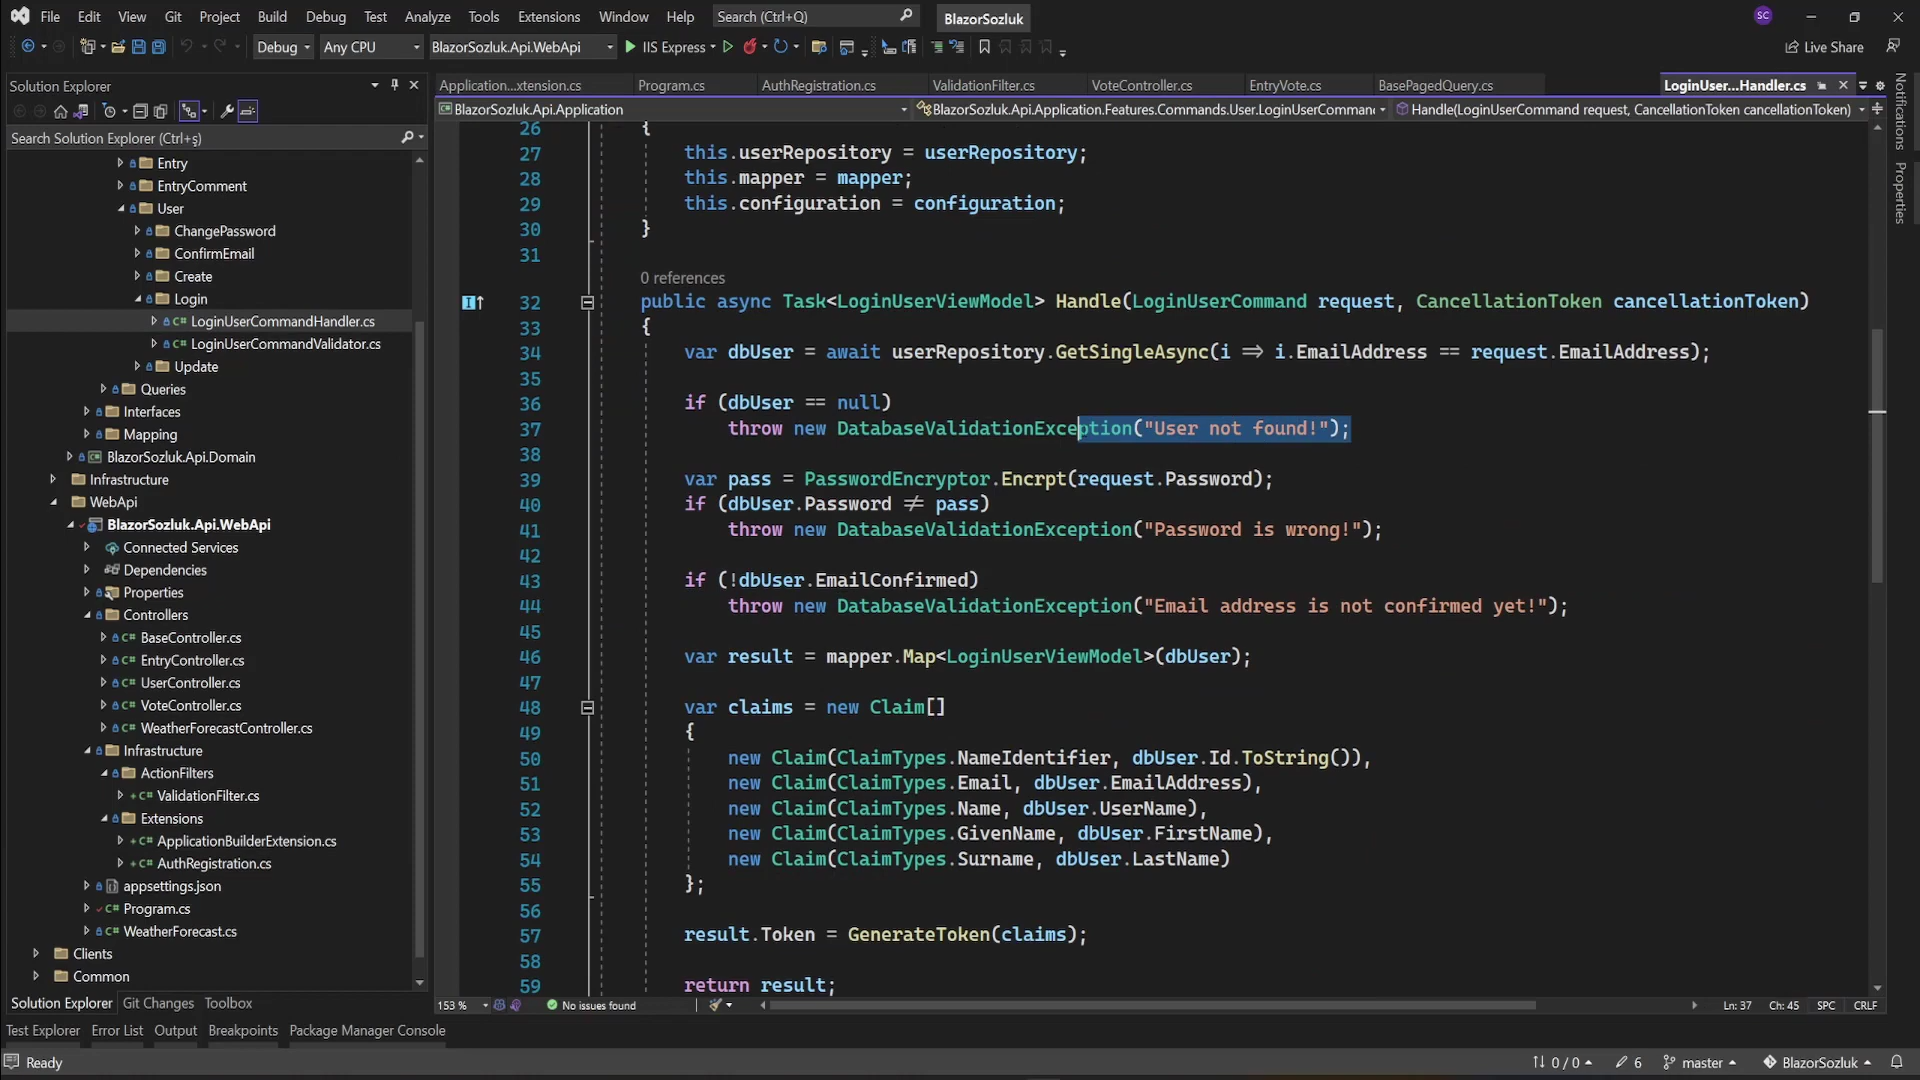 File Edit View Git Project Build Debug Test Analyze Tools Extensions Window Help Search (Ctrl+Q) BlazorSozluk SC
Debug Any CPU BlazorSozluk.Api.WebApi IIS Express Live Share
Solution Explorer
Search Solution Explorer (Ctrl+ş)
Entry
EntryComment
User
ChangePassword
ConfirmEmail
Create
Login
LoginUserCommandHandler.cs
LoginUserCommandValidator.cs
Update
Queries
Interfaces
Mapping
BlazorSozluk.Api.Domain
Infrastructure
WebApi
BlazorSozluk.Api.WebApi
Connected Services
Dependencies
Properties
Controllers
BaseController.cs
EntryController.cs
UserController.cs
VoteController.cs
WeatherForecastController.cs
Infrastructure
ActionFilters
ValidationFilter.cs
Extensions
ApplicationBuilderExtension.cs
AuthRegistration.cs
appsettings.json
Program.cs
WeatherForecast.cs
Clients
Common
Solution Explorer Git Changes Toolbox
Application...xtension.cs Program.cs AuthRegistration.cs ValidationFilter.cs VoteController.cs EntryVote.cs BasePagedQuery.cs LoginUser...Handler.cs
BlazorSozluk.Api.Application BlazorSozluk.Api.Application.Features.Commands.User.LoginUserComman Handle(LoginUserCommand request, CancellationToken cancellationToken)
26 {
27 this.userRepository = userRepository;
28 this.mapper = mapper;
29 this.configuration = configuration;
30 }
31
0 references
32 public async Task<LoginUserViewModel> Handle(LoginUserCommand request, CancellationToken cancellationToken)
33 {
34 var dbUser = await userRepository.GetSingleAsync(i => i.EmailAddress == request.EmailAddress);
35
36 if (dbUser == null)
37 throw new DatabaseValidationException("User not found!");
38
39 var pass = PasswordEncryptor.Encrpt(request.Password);
40 if (dbUser.Password != pass)
41 throw new DatabaseValidationException("Password is wrong!");
42
43 if (!dbUser.EmailConfirmed)
44 throw new DatabaseValidationException("Email address is not confirmed yet!");
45
46 var result = mapper.Map<LoginUserViewModel>(dbUser);
47
48 var claims = new Claim[]
49 {
50 new Claim(ClaimTypes.NameIdentifier, dbUser.Id.ToString()),
51 new Claim(ClaimTypes.Email, dbUser.EmailAddress),
52 new Claim(ClaimTypes.Name, dbUser.UserName),
53 new Claim(ClaimTypes.GivenName, dbUser.FirstName),
54 new Claim(ClaimTypes.Surname, dbUser.LastName)
55 };
56
57 result.Token = GenerateToken(claims);
58
59 return result;
153 % No issues found Ln: 37 Ch: 45 SPC CRLF
Notifications
Properties
Test Explorer Error List Output Breakpoints Package Manager Console
Ready 0 / 0 6 master BlazorSozluk